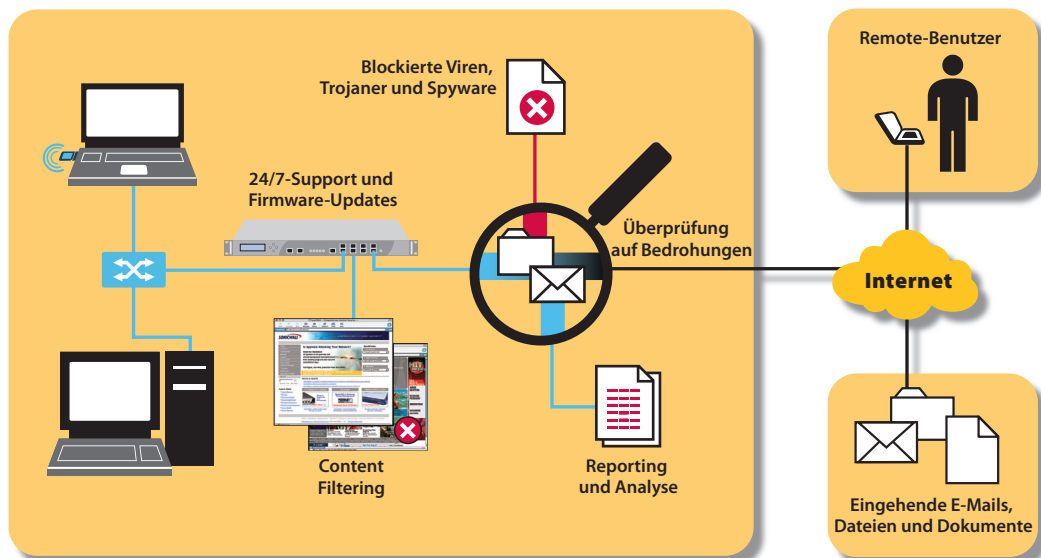 Blockierte Viren,
Trojaner und Spyware
Remote-Benutzer
24/7-Support und
Firmware-Updates
Überprüfung
auf Bedrohungen
Internet
SONICWALL
Content
Filtering
Reporting
und Analyse
Eingehende E-Mails,
Dateien und Dokumente